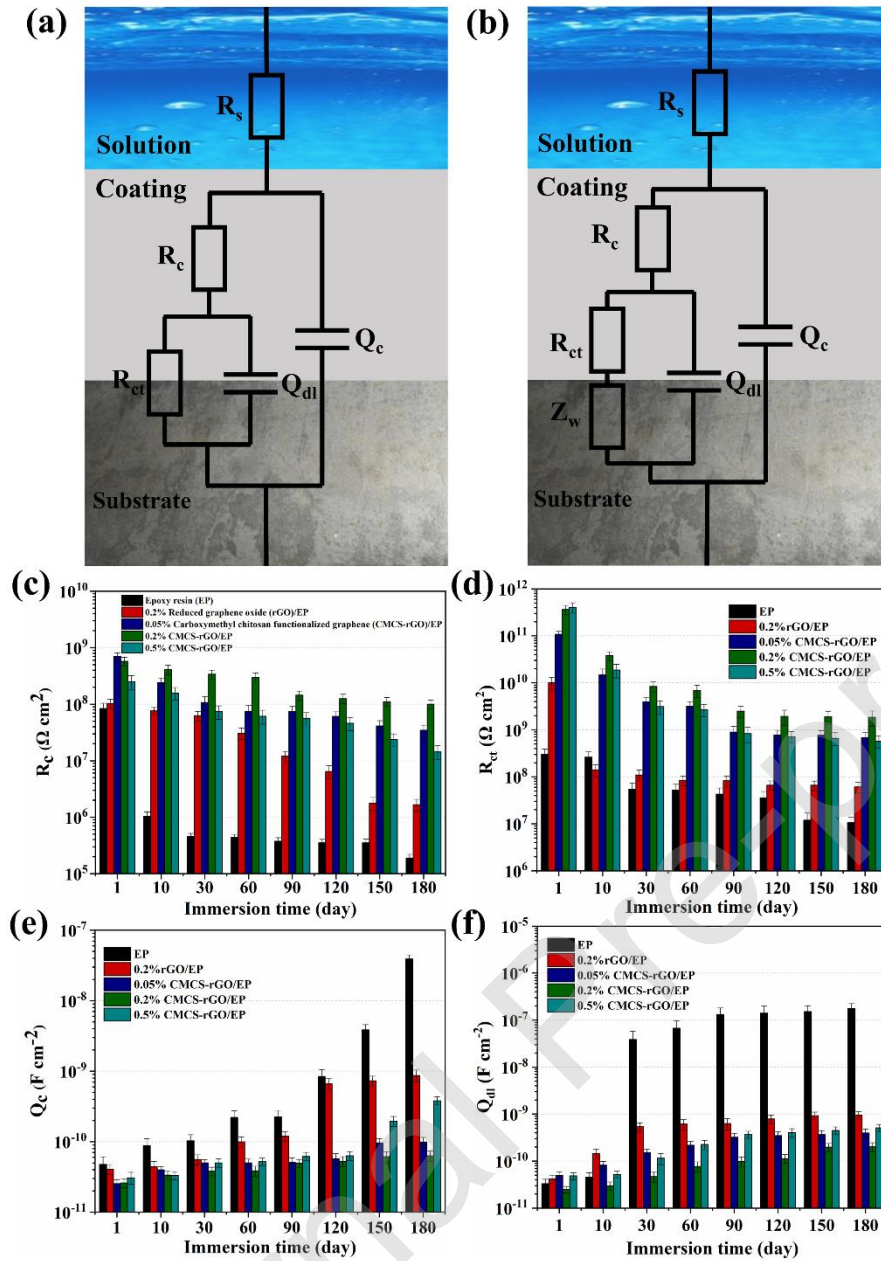 (a)
(b)
Rs
Rs
Solution
Solution
Coating
Coating
Rc
Rc
Qc
Qc
Rct
Rct
Qdl
Qdl
Zw
Substrate
Substrate
(c)
(d)
10^10
10^9
10^8
10^7
10^6
10^5
Rc (Ω cm2)
Epoxy resin (EP)
0.2% Reduced graphene oxide (rGO)/EP
0.05% Carboxymethyl chitosan functionalized graphene (CMCS-rGO)/EP
0.2% CMCS-rGO/EP
0.5% CMCS-rGO/EP
1 10 30 60 90 120 150 180
Immersion time (day)
10^12
10^11
10^10
10^9
10^8
10^7
10^6
Rct (Ω cm2)
EP
0.2%rGO/EP
0.05% CMCS-rGO/EP
0.2% CMCS-rGO/EP
0.5% CMCS-rGO/EP
1 10 30 60 90 120 150 180
Immersion time (day)
(e)
(f)
10^-7
10^-8
10^-9
10^-10
10^-11
Qc (F cm-2)
EP
0.2%rGO/EP
0.05% CMCS-rGO/EP
0.2% CMCS-rGO/EP
0.5% CMCS-rGO/EP
1 10 30 60 90 120 150 180
Immersion time (day)
10^-5
10^-6
10^-7
10^-8
10^-9
10^-10
10^-11
Qdl (F cm-2)
EP
0.2%rGO/EP
0.05% CMCS-rGO/EP
0.2% CMCS-rGO/EP
0.5% CMCS-rGO/EP
1 10 30 60 90 120 150 180
Immersion time (day)